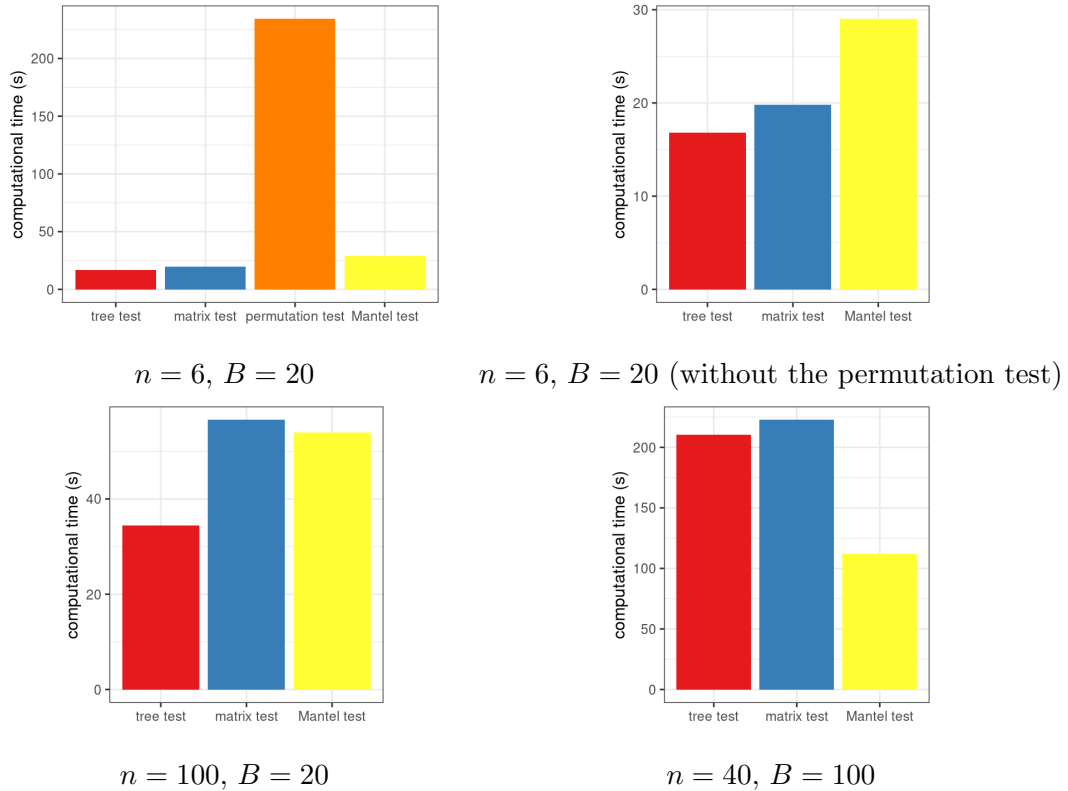 computational time (s)
200
150
100
50
0
tree test matrix test permutation test Mantel test
n = 6, B = 20
computational time (s)
30
20
10
0
tree test matrix test Mantel test
n = 6, B = 20 (without the permutation test)
computational time (s)
40
20
0
tree test matrix test Mantel test
n = 100, B = 20
computational time (s)
200
150
100
50
0
tree test matrix test Mantel test
n = 40, B = 100